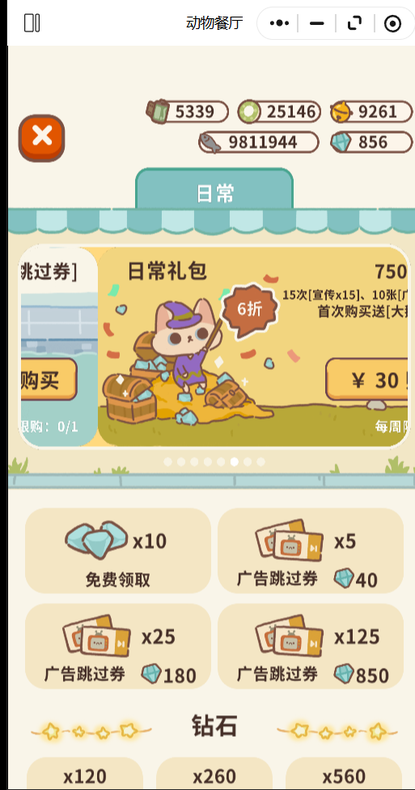 动物餐厅
5339
25146
9261
9811944
856
日常
跳过券]
购买
限购: 0/1
日常礼包
6折
750
15次[宣传x15]、10张[广
首次购买送[大
¥ 30
每周
x10
免费领取
x5
广告跳过券
40
x25
广告跳过券
180
x125
广告跳过券
850
钻石
x120
x260
x560